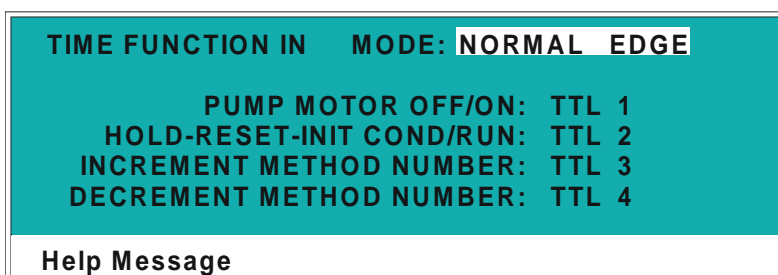 TIME FUNCTION IN MODE: NORMAL EDGE
PUMP MOTOR OFF/ON: TTL 1
HOLD-RESET-INIT COND/RUN: TTL 2
INCREMENT METHOD NUMBER: TTL 3
DECREMENT METHOD NUMBER: TTL 4
Help Message